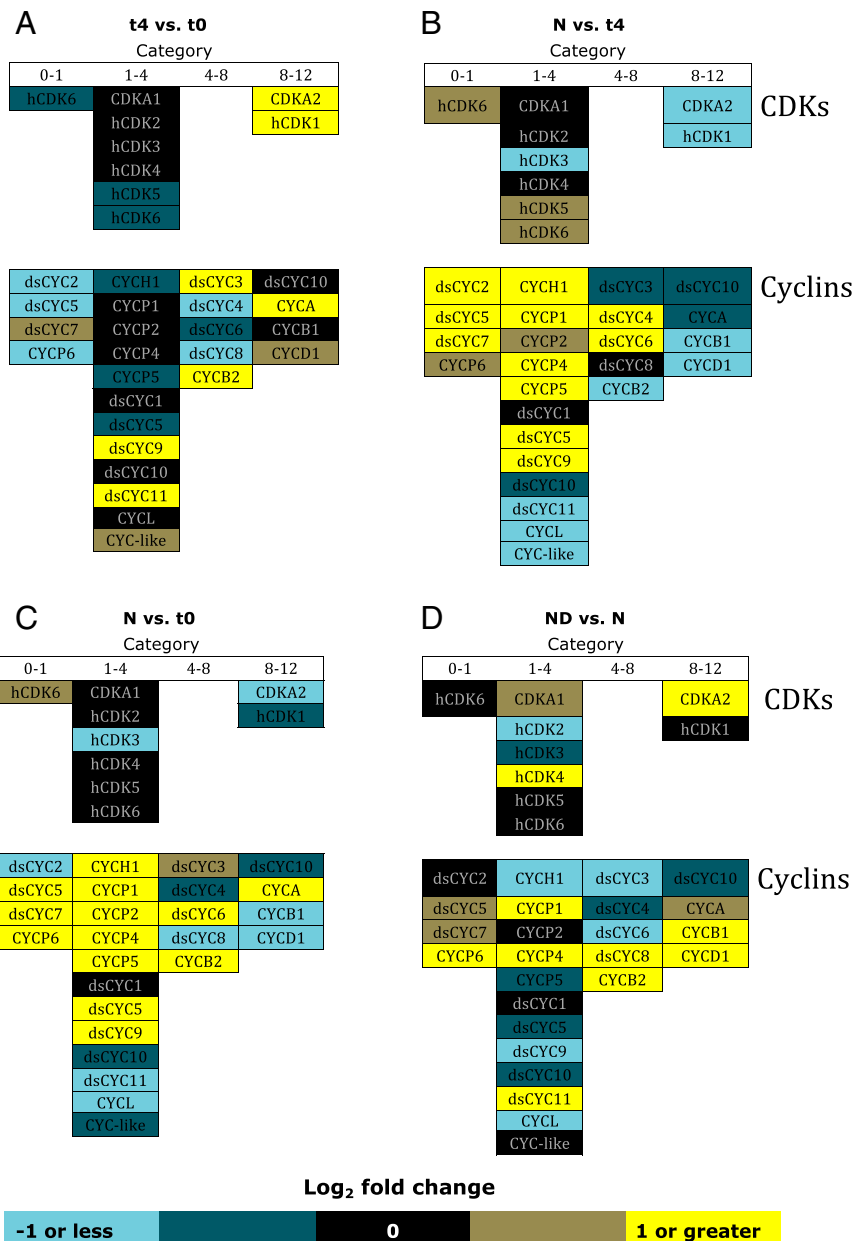 A
t4 vs. t0
Category
0-1 1-4 4-8 8-12
hCDK6 CDKA1 CDKA2
hCDK2 hCDK1
hCDK3
hCDK4
hCDK5
hCDK6
dsCYC2 CYCH1 dsCYC3 dsCYC10
dsCYC5 CYCP1 dsCYC4 CYCA
dsCYC7 CYCP2 dsCYC6 CYCB1
CYCP6 CYCP4 dsCYC8 CYCD1
CYCP5 CYCB2
dsCYC1
dsCYC5
dsCYC9
dsCYC10
dsCYC11
CYCL
CYC-like
B
N vs. t4
Category
0-1 1-4 4-8 8-12
hCDK6 CDKA1 CDKA2 CDKs
hCDK2 hCDK1
hCDK3
hCDK4
hCDK5
hCDK6
dsCYC2 CYCH1 dsCYC3 dsCYC10 Cyclins
dsCYC5 CYCP1 dsCYC4 CYCA
dsCYC7 CYCP2 dsCYC6 CYCB1
CYCP6 CYCP4 dsCYC8 CYCD1
CYCP5 CYCB2
dsCYC1
dsCYC5
dsCYC9
dsCYC10
dsCYC11
CYCL
CYC-like
C
N vs. t0
Category
0-1 1-4 4-8 8-12
hCDK6 CDKA1 CDKA2
hCDK2 hCDK1
hCDK3
hCDK4
hCDK5
hCDK6
dsCYC2 CYCH1 dsCYC3 dsCYC10
dsCYC5 CYCP1 dsCYC4 CYCA
dsCYC7 CYCP2 dsCYC6 CYCB1
CYCP6 CYCP4 dsCYC8 CYCD1
CYCP5 CYCB2
dsCYC1
dsCYC5
dsCYC9
dsCYC10
dsCYC11
CYCL
CYC-like
D
ND vs. N
Category
0-1 1-4 4-8 8-12
hCDK6 CDKA1 CDKA2 CDKs
hCDK2 hCDK1
hCDK3
hCDK4
hCDK5
hCDK6
dsCYC2 CYCH1 dsCYC3 dsCYC10 Cyclins
dsCYC5 CYCP1 dsCYC4 CYCA
dsCYC7 CYCP2 dsCYC6 CYCB1
CYCP6 CYCP4 dsCYC8 CYCD1
CYCP5 CYCB2
dsCYC1
dsCYC5
dsCYC9
dsCYC10
dsCYC11
CYCL
CYC-like
Log₂ fold change
-1 or less 0 1 or greater